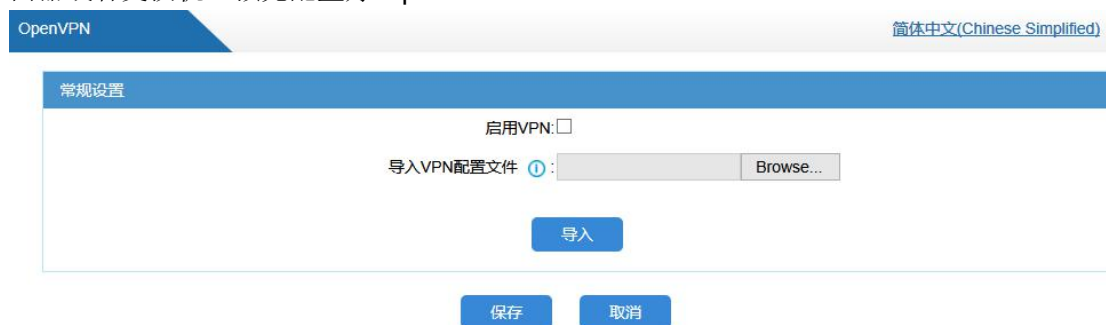 OpenVPN
简体中文(Chinese Simplified)
常规设置
启用VPN:
导入VPN配置文件 :
Browse...
导入
保存 取消